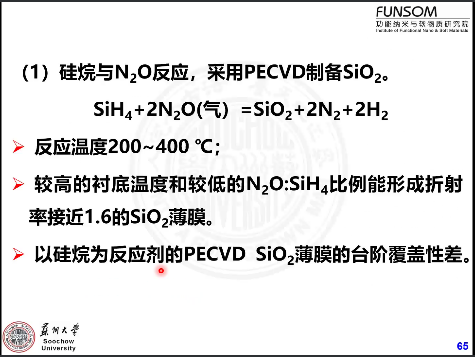 FUNSOM
功能纳米与软物质研究院
Institute of Functional Nano & Soft Materials
（1）硅烷与N₂O反应，采用PECVD制备SiO₂。
SiH₄+2N₂O(气) =SiO₂+2N₂+2H₂
反应温度200~400 ℃；
较高的衬底温度和较低的N₂O:SiH₄比例能形成折射
率接近1.6的SiO₂薄膜。
以硅烷为反应剂的PECVD SiO₂薄膜的台阶覆盖性差。
苏州大学
Soochow
University
65